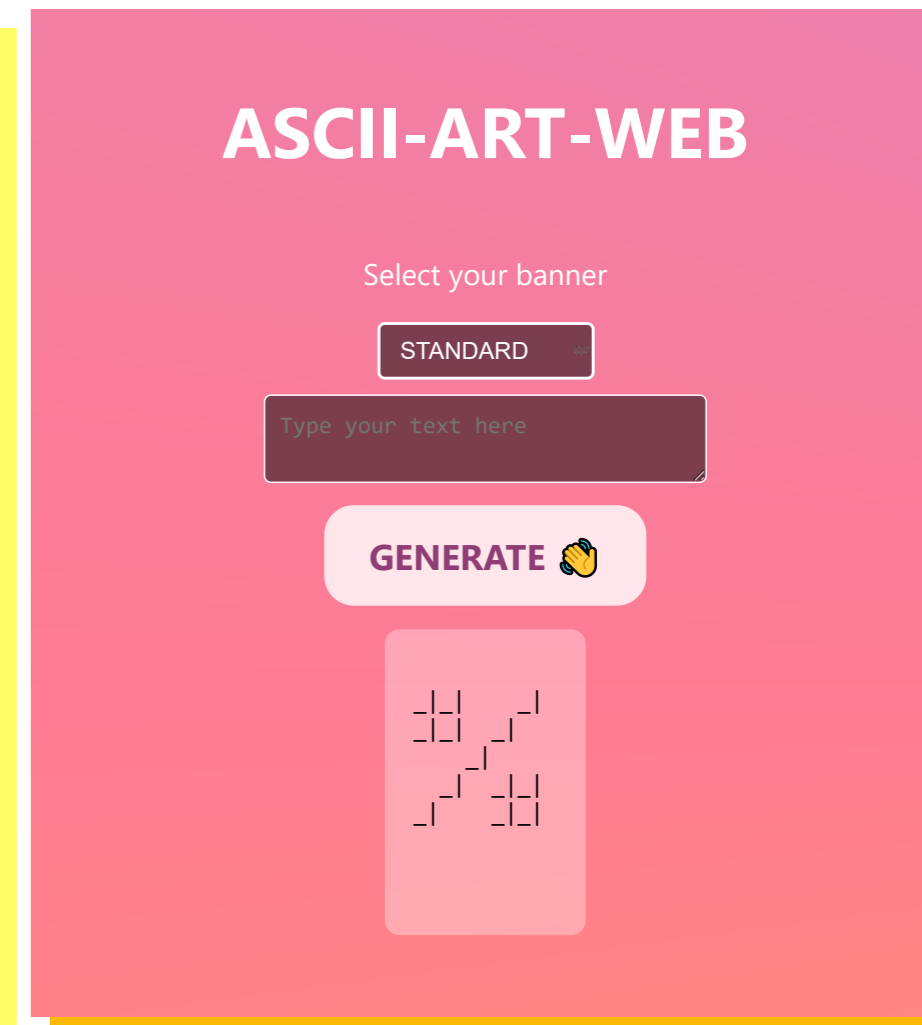 ASCII-ART-WEB
Select your banner
STANDARD
Type your text here
GENERATE 👋
_|_|    _|
_|_|  _|
    _|
  _|  _|_|
_|    _|_|